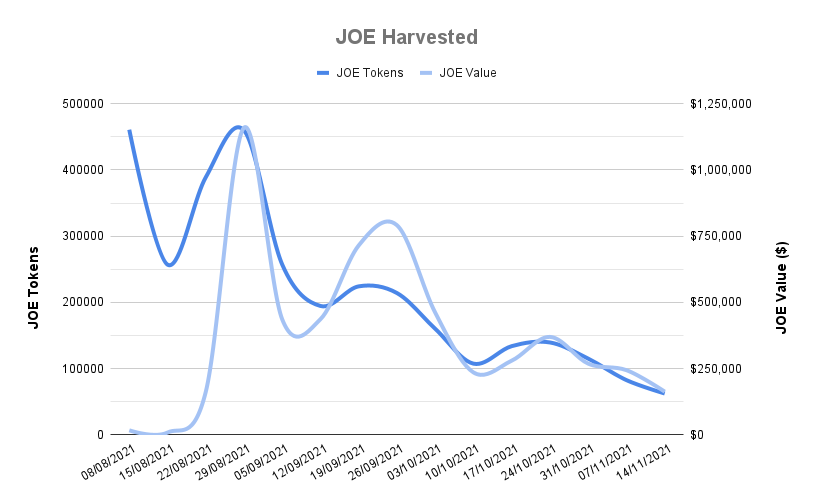 JOE Harvested
JOE Tokens JOE Value
500000 $1,250,000
400000 $1,000,000
300000 $750,000
200000 $500,000
100000 $250,000
0 $0
JOE Tokens
JOE Value ($)
08/08/2021 15/08/2021 22/08/2021 29/08/2021 05/09/2021 12/09/2021 19/09/2021 26/09/2021 03/10/2021 10/10/2021 17/10/2021 24/10/2021 31/10/2021 07/11/2021 14/11/2021